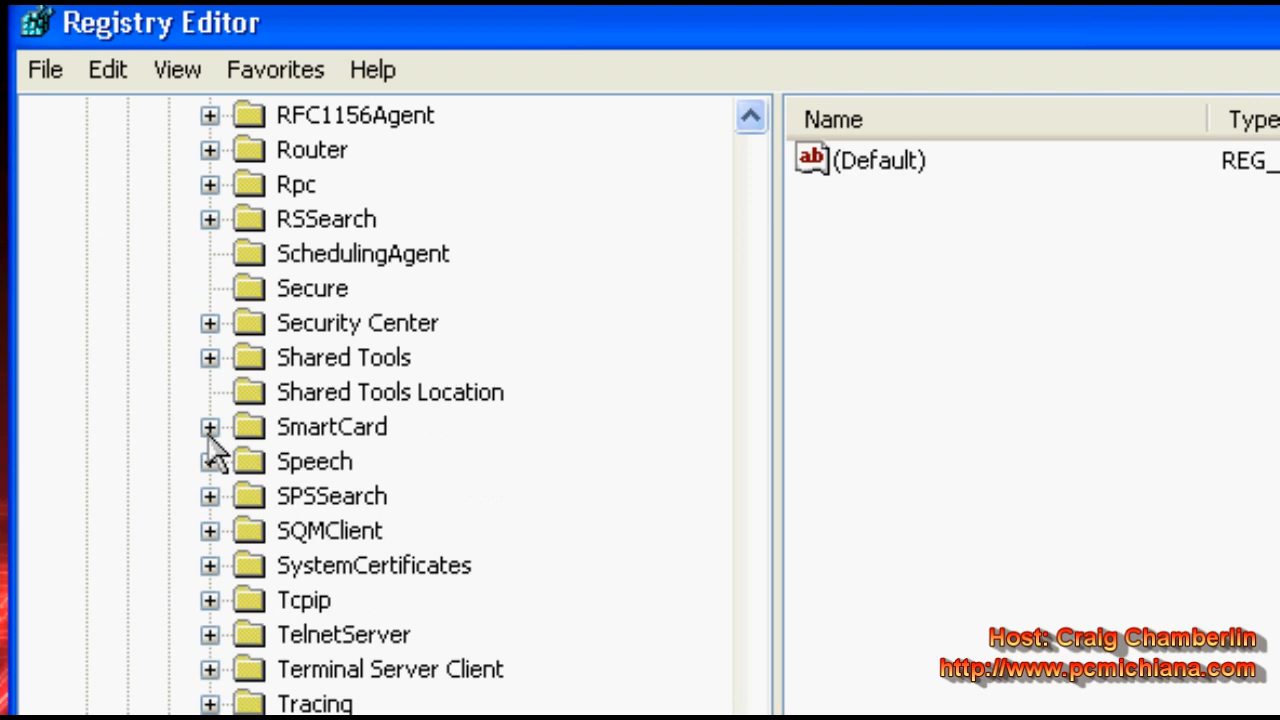 Registry Editor
File Edit View Favorites Help
RFC1156Agent
Router
Rpc
RSSearch
SchedulingAgent
Secure
Security Center
Shared Tools
Shared Tools Location
SmartCard
Speech
SPSSearch
SQMClient
SystemCertificates
Tcpip
TelnetServer
Terminal Server Client
Tracing
Name Type
ab (Default) REG_
Host: Craig Chamberlin
http://www.pcmichiana.com